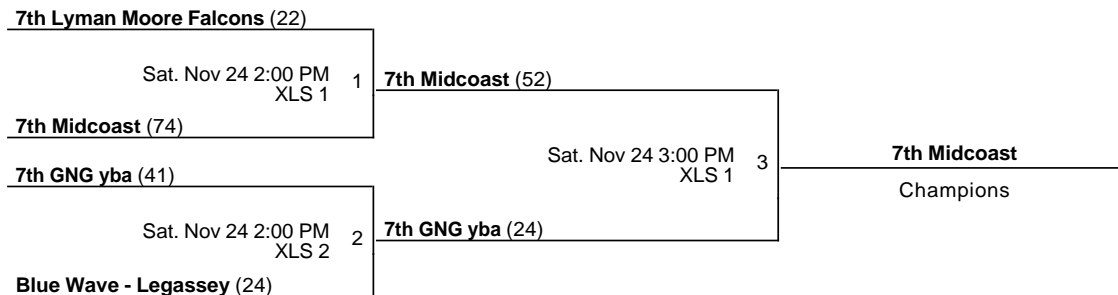 7th Lyman Moore Falcons (22)
Sat. Nov 24 2:00 PM
XLS 1
1
7th Midcoast (52)
7th Midcoast (74)
Sat. Nov 24 3:00 PM
XLS 1
3
7th Midcoast
Champions
7th GNG yba (41)
Sat. Nov 24 2:00 PM
XLS 2
2
7th GNG yba (24)
Blue Wave - Legassey (24)